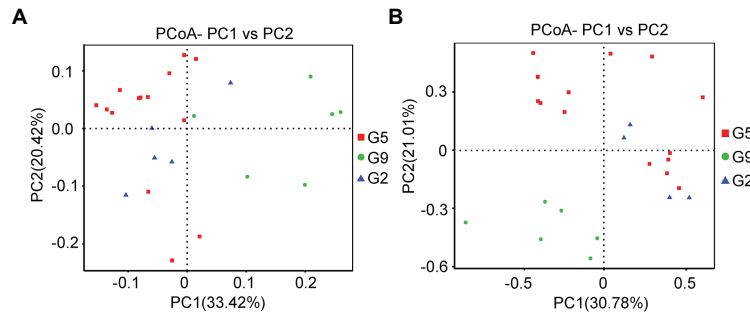 A
PCoA- PC1 vs PC2
PC2(20.42%)
0.1
0.0
-0.1
-0.2
-0.1
0
0.1
0.2
PC1(33.42%)
G5
G9
G2
B
PCoA- PC1 vs PC2
PC2(21.01%)
0.3
0
-0.3
-0.6
-0.5
0
0.5
PC1(30.78%)
G5
G9
G2